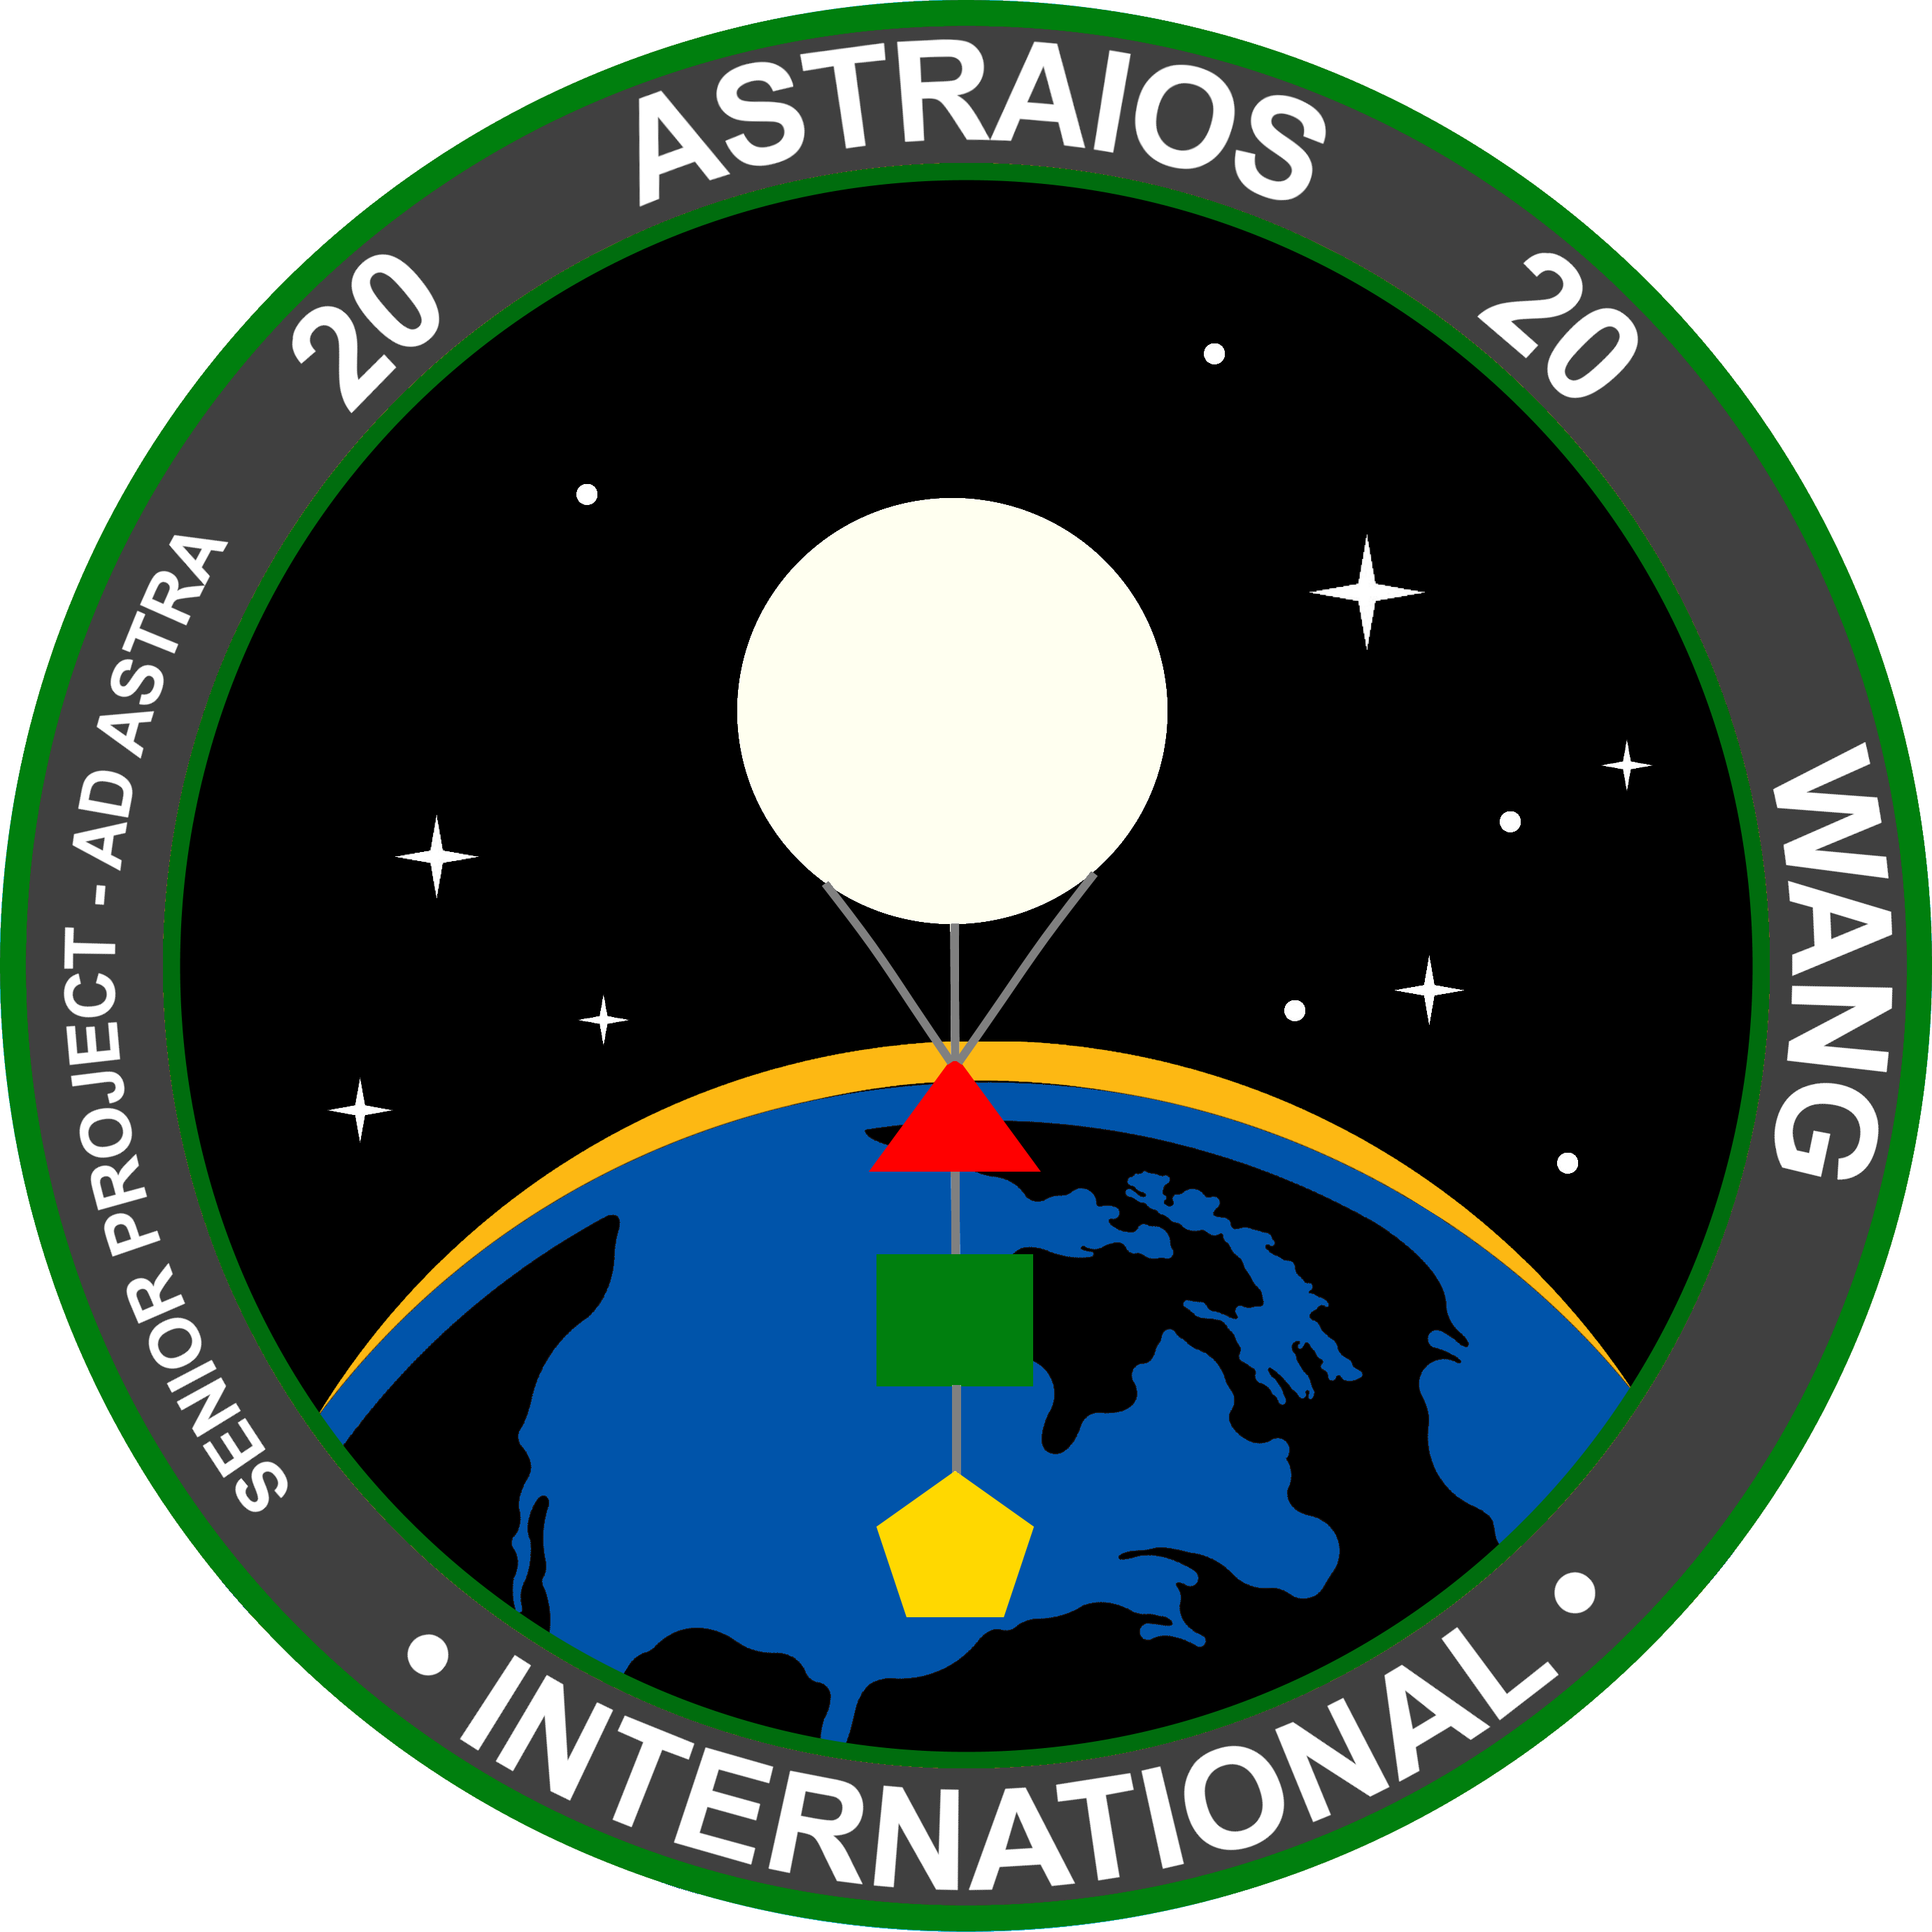 20
ASTRAIOS
20
WANG
SENIOR PROJECT - AD ASTRA
• INTERNATIONAL •